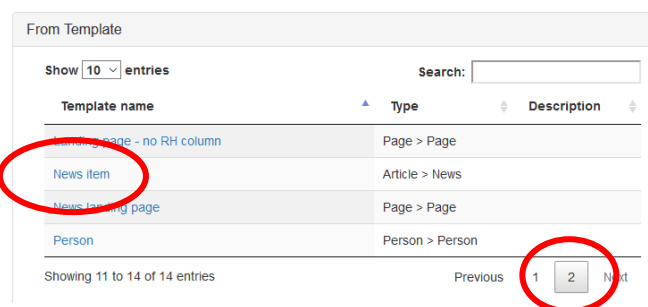 From Template
Show 10 entries Search:
Template name Type Description
Landing page - no RH column Page > Page
News item Article > News
News landing page Page > Page
Person Person > Person
Showing 11 to 14 of 14 entries Previous 1 2 Next